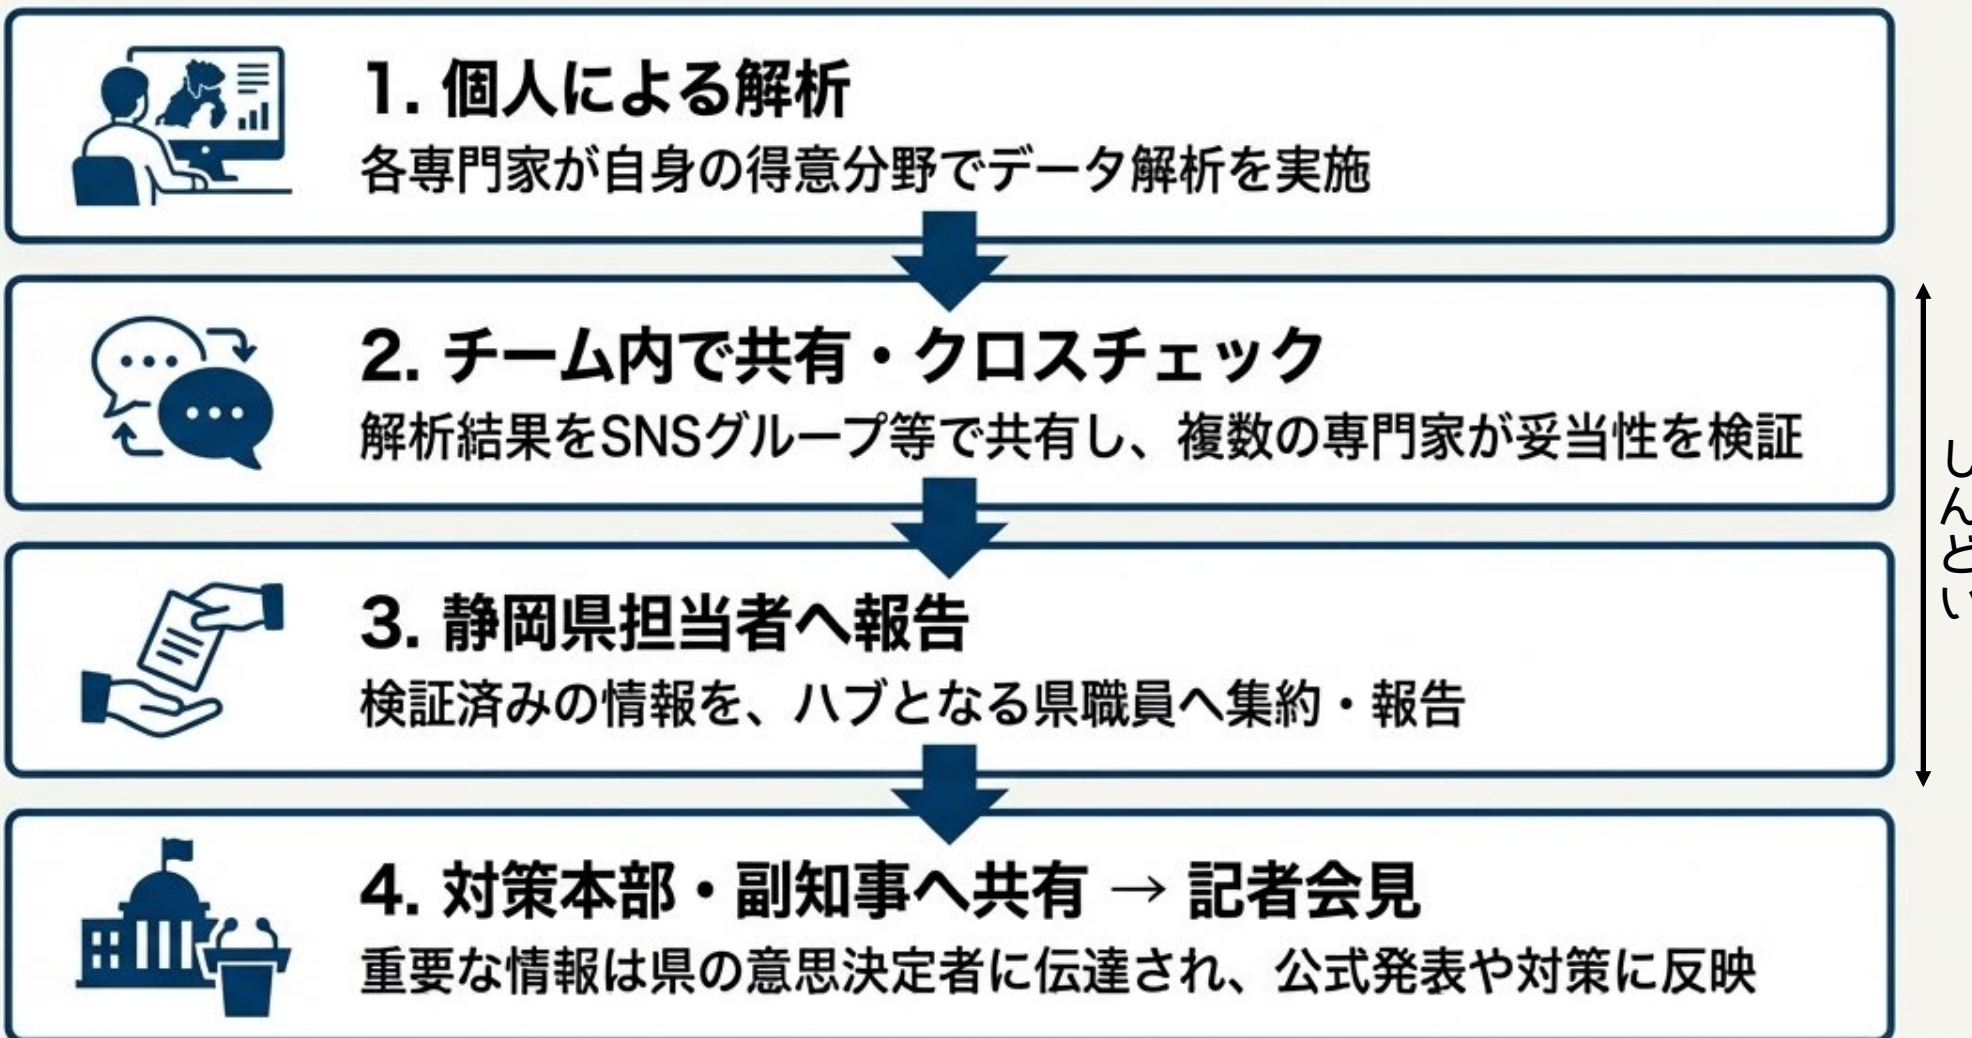 1. 個人による解析
各専門家が自身の得意分野でデータ解析を実施
2. チーム内で共有・クロスチェック
解析結果をSNSグループ等で共有し、複数の専門家が妥当性を検証
3. 静岡県担当者へ報告
検証済みの情報を、ハブとなる県職員へ集約・報告
4. 対策本部・副知事へ共有 → 記者会見
重要な情報は県の意思決定者に伝達され、公式発表や対策に反映
しんどい